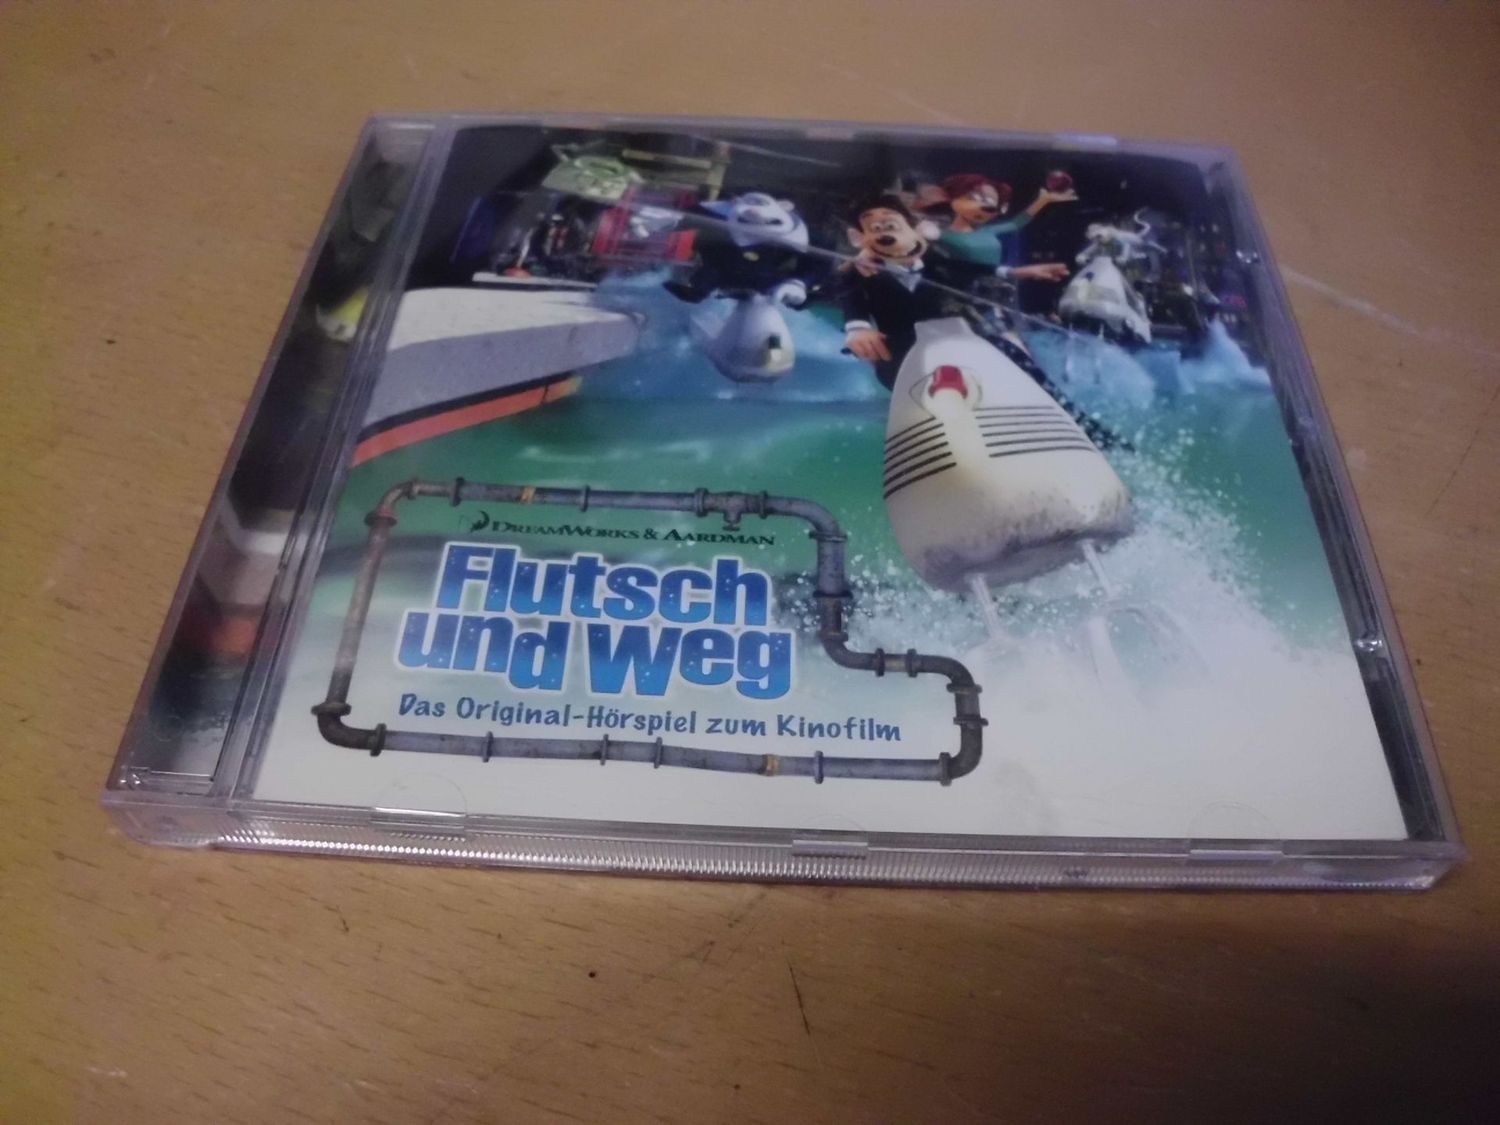 DreamWorks & Aardman
Flutsch
und weg
Das Original-Hörspiel zum Kinofilm